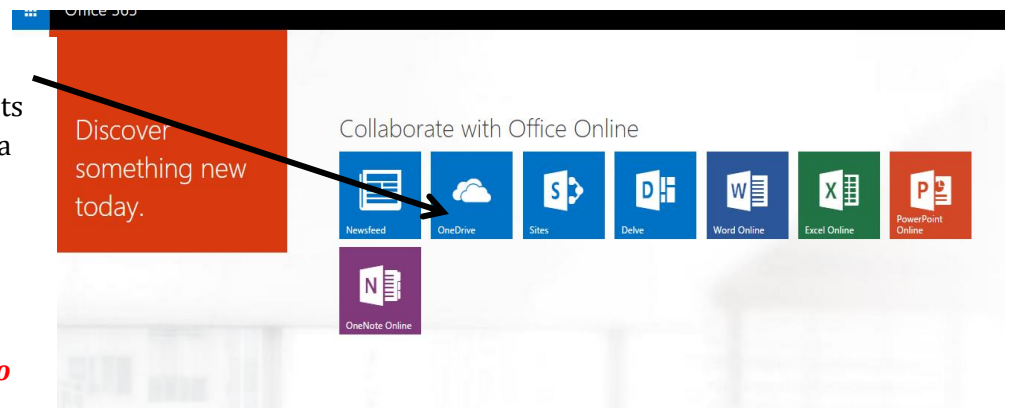 Office 365
ts
a
Discover
something new
today.
Collaborate with Office Online
Newsfeed
OneDrive
S
Sites
D
Delve
W
Word Online
X
Excel Online
P
PowerPoint
Online
N
OneNote Online
o